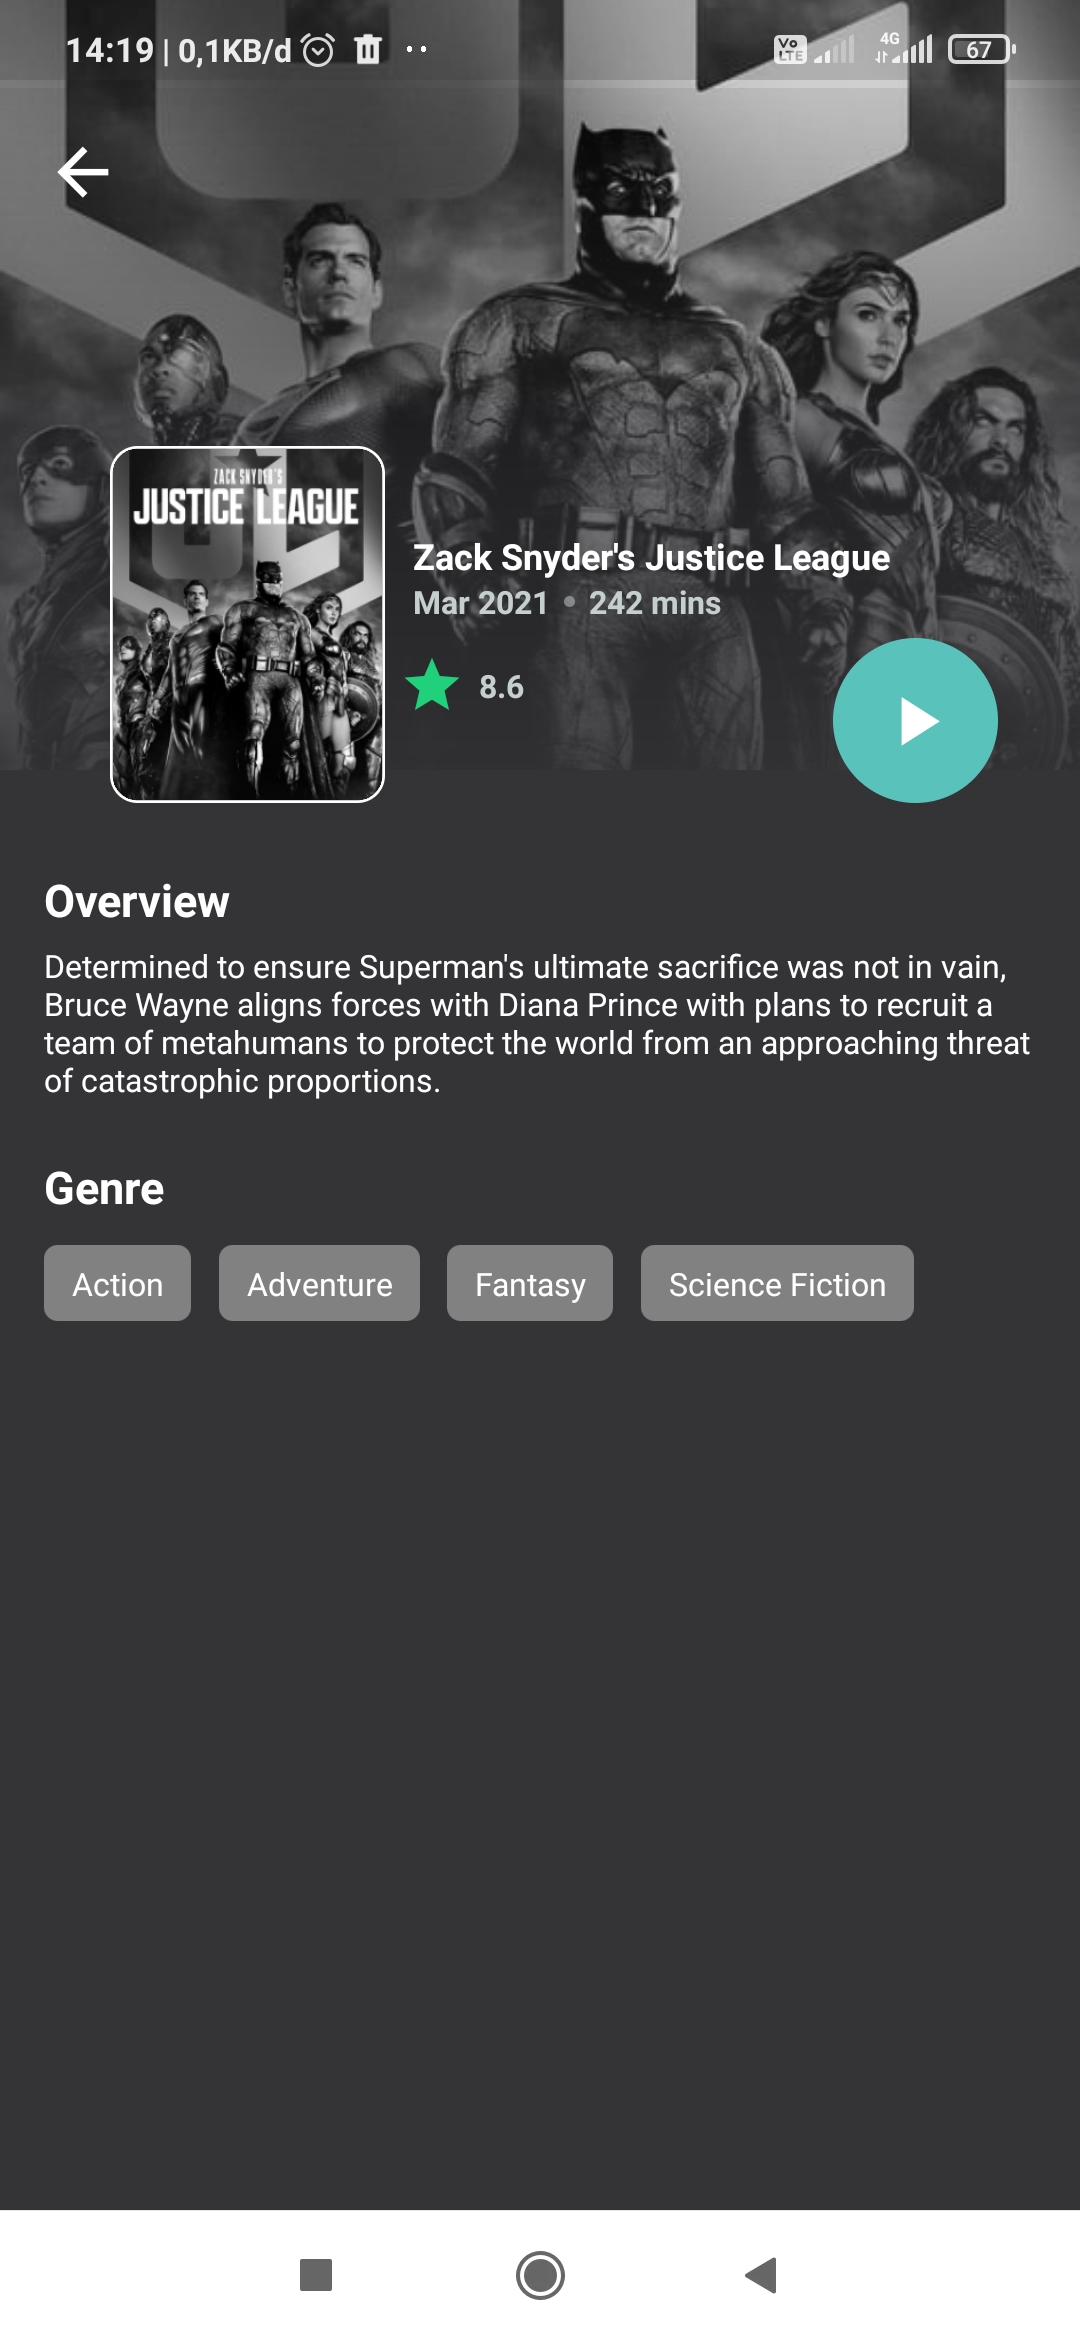 14:19 | 0,1KB/d
Vo LTE
4G
67
ZACK SNYDER'S
JUSTICE LEAGUE
Zack Snyder's Justice League
Mar 2021 • 242 mins
8.6
Overview
Determined to ensure Superman's ultimate sacrifice was not in vain,
Bruce Wayne aligns forces with Diana Prince with plans to recruit a
team of metahumans to protect the world from an approaching threat
of catastrophic proportions.
Genre
Action Adventure Fantasy Science Fiction